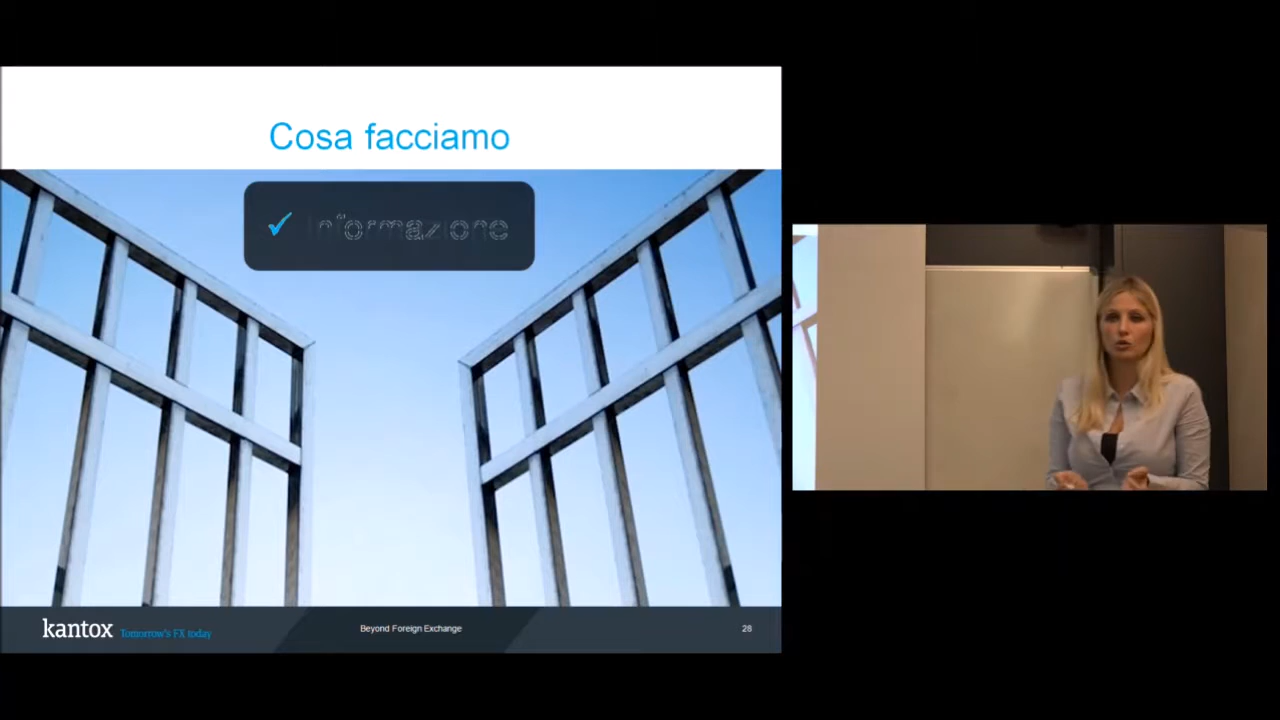 Cosa facciamo
✓ Informazione
kantox Tomorrow's FX today
Beyond Foreign Exchange
28